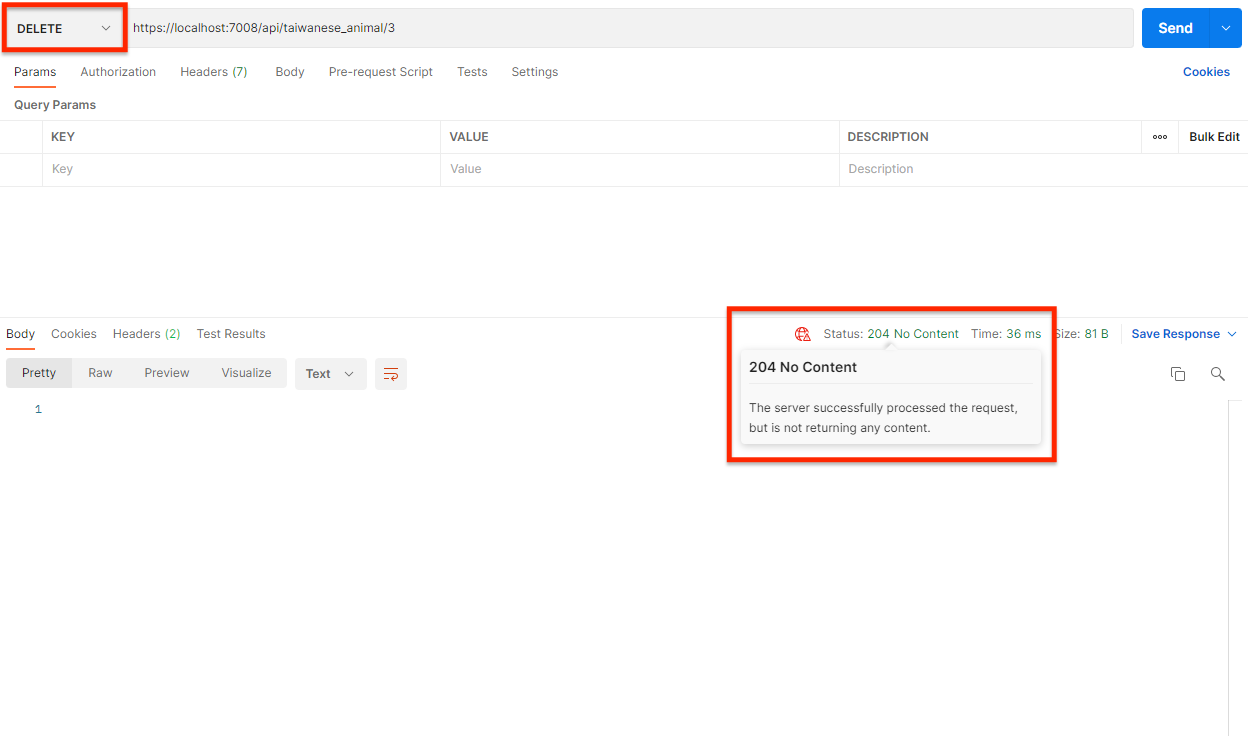 DELETE https://localhost:7008/api/taiwanese_animal/3 Send
Params Authorization Headers (7) Body Pre-request Script Tests Settings Cookies
Query Params
KEY VALUE DESCRIPTION ooo Bulk Edit
Key Value Description
Body Cookies Headers (2) Test Results Status: 204 No Content Time: 36 ms Size: 81 B Save Response
Pretty Raw Preview Visualize Text
204 No Content
1
The server successfully processed the request,
but is not returning any content.